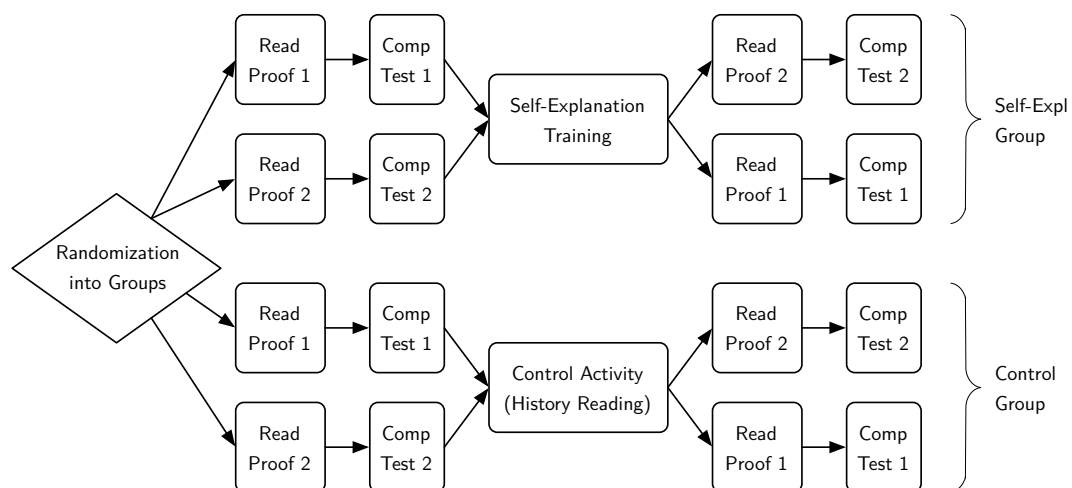 Read
Proof 1
Comp
Test 1
Read
Proof 2
Comp
Test 2
Self-Explanation
Training
Read
Proof 2
Comp
Test 2
Read
Proof 1
Comp
Test 1
Self-Expl
Group
Randomization
into Groups
Read
Proof 1
Comp
Test 1
Read
Proof 2
Comp
Test 2
Control Activity
(History Reading)
Read
Proof 2
Comp
Test 2
Read
Proof 1
Comp
Test 1
Control
Group